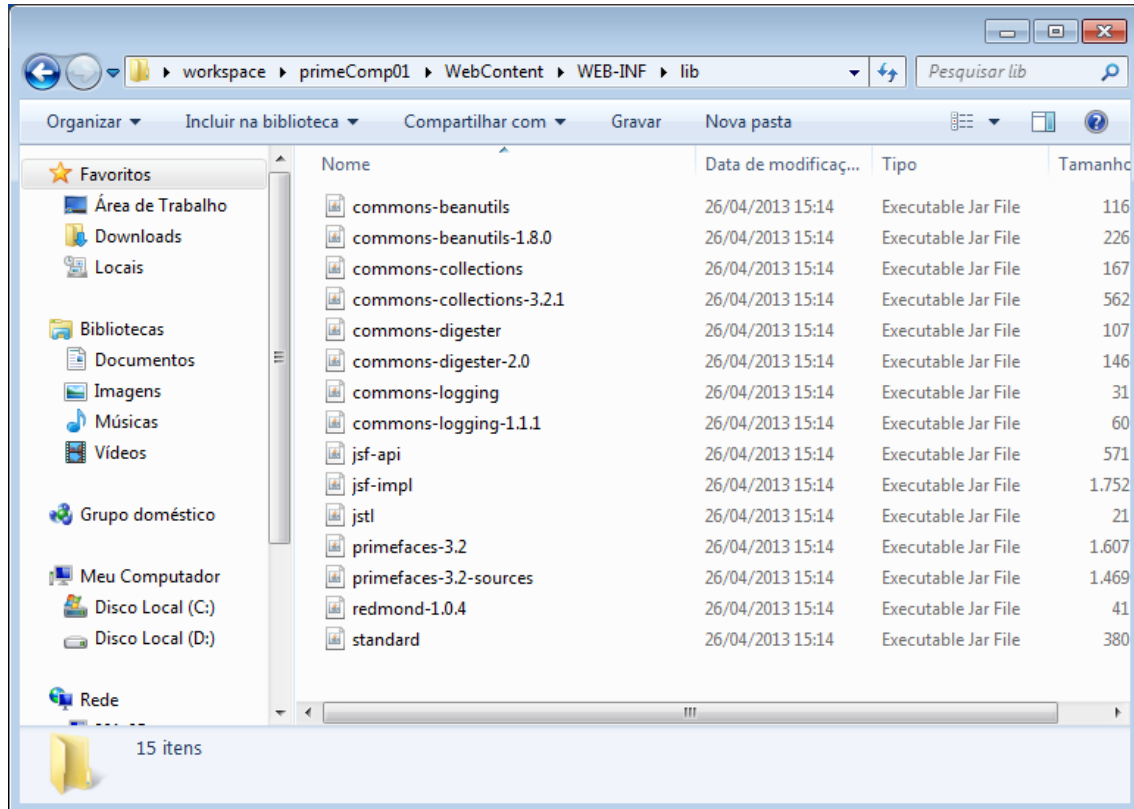 workspace primeComp01 WebContent WEB-INF lib
Pesquisar lib
Organizar Incluir na biblioteca Compartilhar com Gravar Nova pasta
Favoritos
Área de Trabalho
Downloads
Locais
Bibliotecas
Documentos
Imagens
Músicas
Vídeos
Grupo doméstico
Meu Computador
Disco Local (C:)
Disco Local (D:)
Rede
Nome Data de modificaç... Tipo Tamanho
commons-beanutils 26/04/2013 15:14 Executable Jar File 116
commons-beanutils-1.8.0 26/04/2013 15:14 Executable Jar File 226
commons-collections 26/04/2013 15:14 Executable Jar File 167
commons-collections-3.2.1 26/04/2013 15:14 Executable Jar File 562
commons-digester 26/04/2013 15:14 Executable Jar File 107
commons-digester-2.0 26/04/2013 15:14 Executable Jar File 146
commons-logging 26/04/2013 15:14 Executable Jar File 31
commons-logging-1.1.1 26/04/2013 15:14 Executable Jar File 60
jsf-api 26/04/2013 15:14 Executable Jar File 571
jsf-impl 26/04/2013 15:14 Executable Jar File 1.752
jstl 26/04/2013 15:14 Executable Jar File 21
primefaces-3.2 26/04/2013 15:14 Executable Jar File 1.607
primefaces-3.2-sources 26/04/2013 15:14 Executable Jar File 1.469
redmond-1.0.4 26/04/2013 15:14 Executable Jar File 41
standard 26/04/2013 15:14 Executable Jar File 380
15 itens